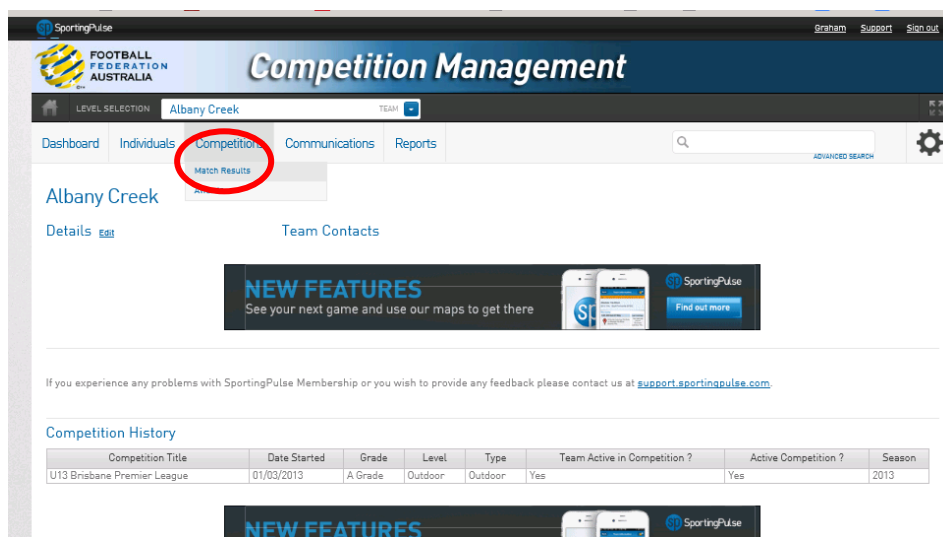 SportingPulse
Graham Support Sign out
FOOTBALL
FEDERATION
AUSTRALIA
Competition Management
LEVEL SELECTION Albany Creek TEAM
Dashboard Individuals Competitions Communications Reports
ADVANCED SEARCH
Match Results
Albany Creek
Details Edit Team Contacts
NEW FEATURES
See your next game and use our maps to get there
SP
SportingPulse
Find out more
If you experience any problems with SportingPulse Membership or you wish to provide any feedback please contact us at support.sportingpulse.com.
Competition History
Competition Title Date Started Grade Level Type Team Active in Competition ? Active Competition ? Season
U13 Brisbane Premier League 01/03/2013 A Grade Outdoor Outdoor Yes Yes 2013
NEW FEATURES
SportingPulse